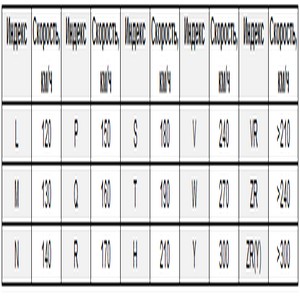 Индекс Скорость, км/ч Индекс Скорость, км/ч Индекс Скорость, км/ч Индекс Скорость, км/ч Индекс Скорость, км/ч
L 120 P 150 S 180 V 240 VR >210
M 130 Q 160 T 190 W 270 ZR >240
N 140 R 170 H 210 Y 300 ZR(Y) >300